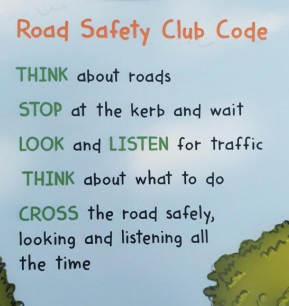 Road Safety Club Code
THINK about roads
STOP at the kerb and wait
LOOK and LISTEN for traffic
THINK about what to do
CROSS the road safely,
looking and listening all
the time